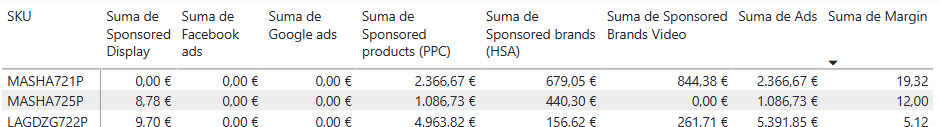 SKU Suma de Sponsored Display Suma de Facebook ads Suma de Google ads Suma de Sponsored products (PPC) Suma de Sponsored brands (HSA) Suma de Sponsored Brands Video Suma de Ads Suma de Margin
MASHA721P 0,00 € 0,00 € 0,00 € 2.366,67 € 679,05 € 844,38 € 2.366,67 € 19,32
MASHA725P 8,78 € 0,00 € 0,00 € 1.086,73 € 440,30 € 0,00 € 1.086,73 € 12,00
LAGDZG722P 9,70 € 0,00 € 0,00 € 4.963,82 € 156,62 € 261,71 € 5.391,85 € 5,12